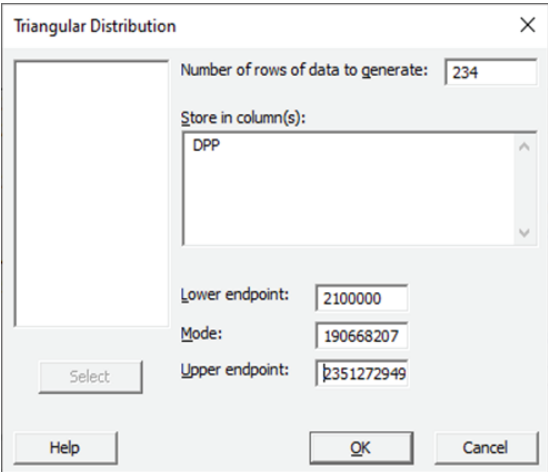 Triangular Distribution
Number of rows of data to generate: 234
Store in column(s):
DPP
Lower endpoint: 2100000
Mode: 190668207
Upper endpoint: 2351272949
Select
Help OK Cancel